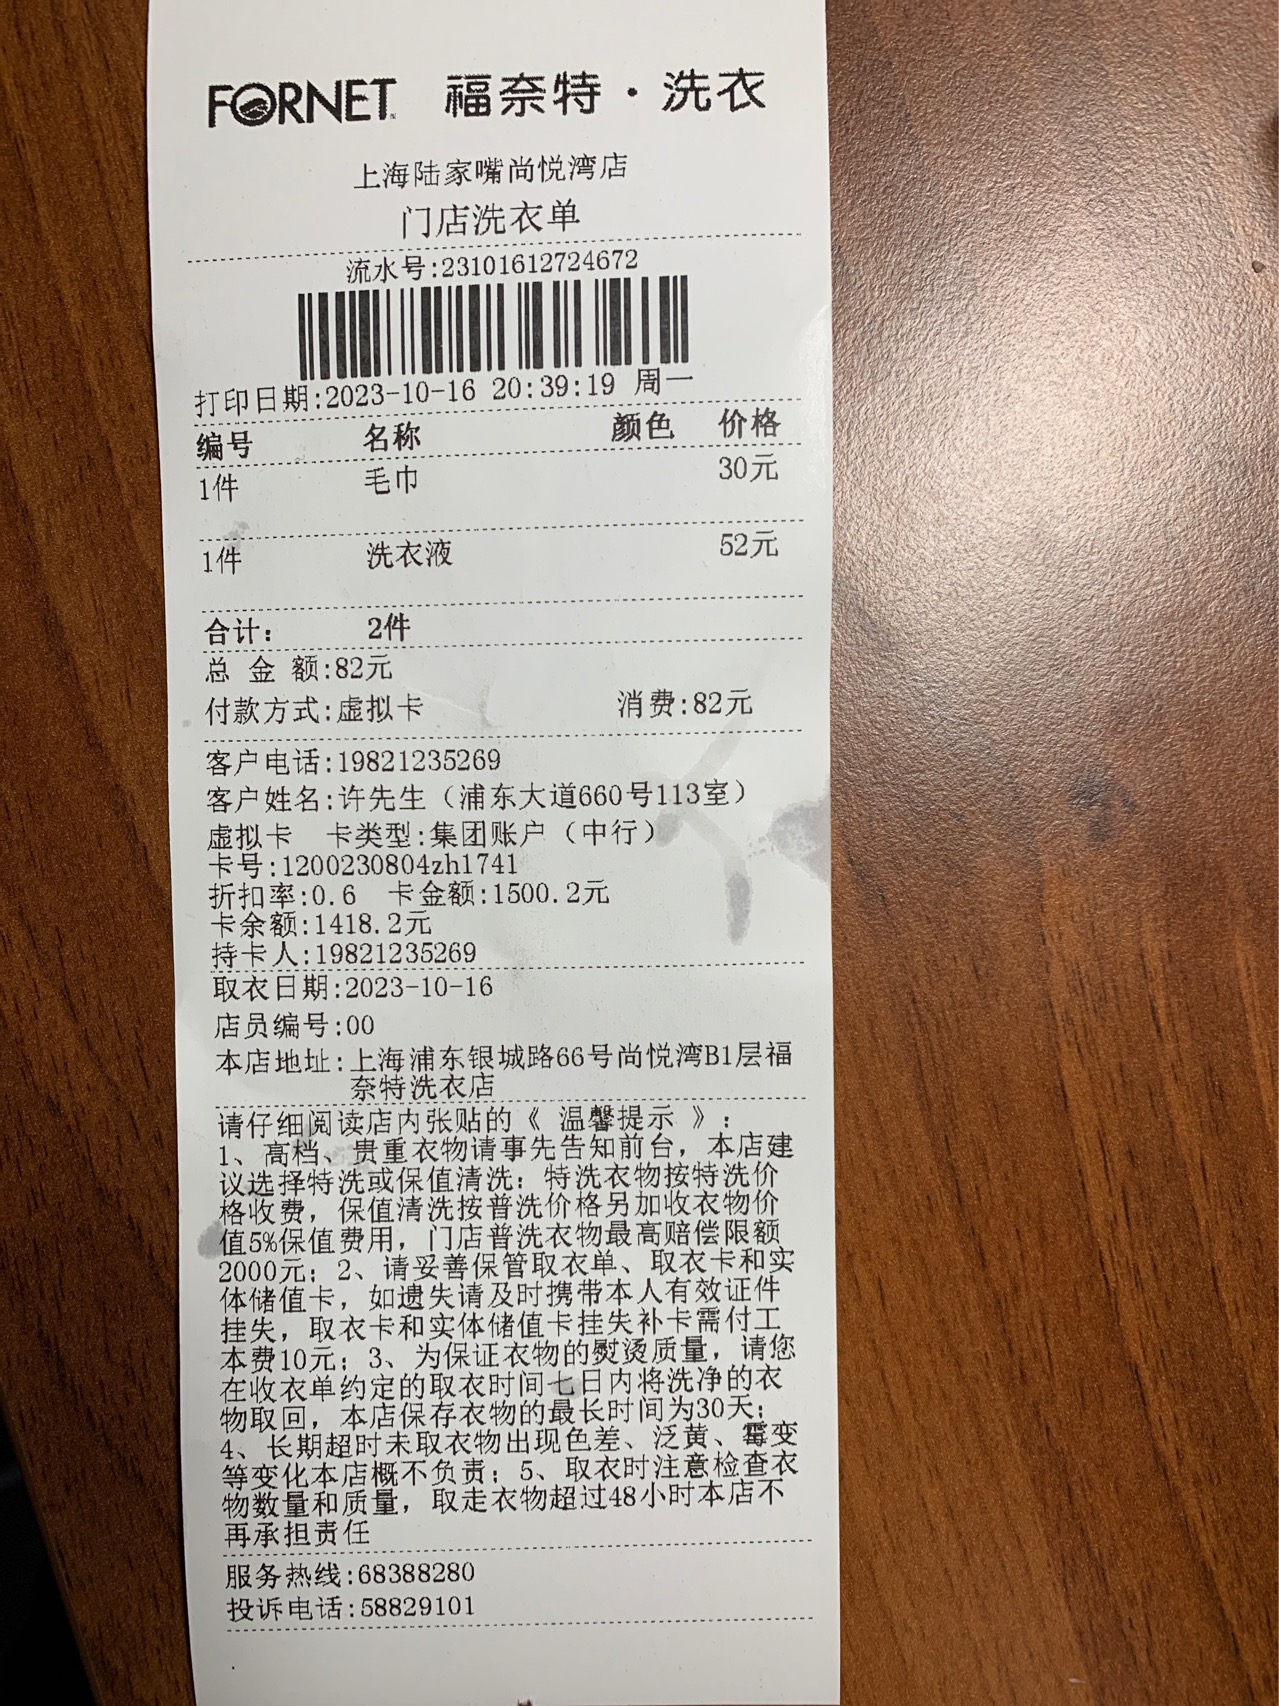 FORNET 福奈特·洗衣
上海陆家嘴尚悦湾店
门店洗衣单
流水号:23101612724672
打印日期:2023-10-16 20:39:19 周一
编号 名称 颜色 价格
1件 毛巾 30元
1件 洗衣液 52元
合计: 2件
总 金 额:82元
付款方式:虚拟卡 消费:82元
客户电话:19821235269
客户姓名:许先生（浦东大道660号113室）
虚拟卡 卡类型:集团账户（中行）
卡号:1200230804zh1741
折扣率:0.6 卡金额:1500.2元
卡余额:1418.2元
持卡人:19821235269
取衣日期:2023-10-16
店员编号:00
本店地址:上海浦东银城路66号尚悦湾B1层福
奈特洗衣店
请仔细阅读店内张贴的《 温馨提示 》:
1、高档、贵重衣物请事先告知前台，本店建
议选择特洗或保值清洗；特洗衣物按特洗价
格收费，保值清洗按普洗价格另加收衣物价
值5%保值费用，门店普洗衣物最高赔偿限额
2000元；2、请妥善保管取衣单、取衣卡和实
体储值卡，如遗失请及时携带本人有效证件
挂失，取衣卡和实体储值卡挂失补卡需付工
本费10元；3、为保证衣物的熨烫质量，请您
在收衣单约定的取衣时间七日内将洗净的衣
物取回，本店保存衣物的最长时间为30天；
4、长期超时未取衣物出现色差、泛黄、霉变
等变化本店概不负责；5、取衣时注意检查衣
物数量和质量，取走衣物超过48小时本店不
再承担责任
服务热线:68388280
投诉电话:58829101